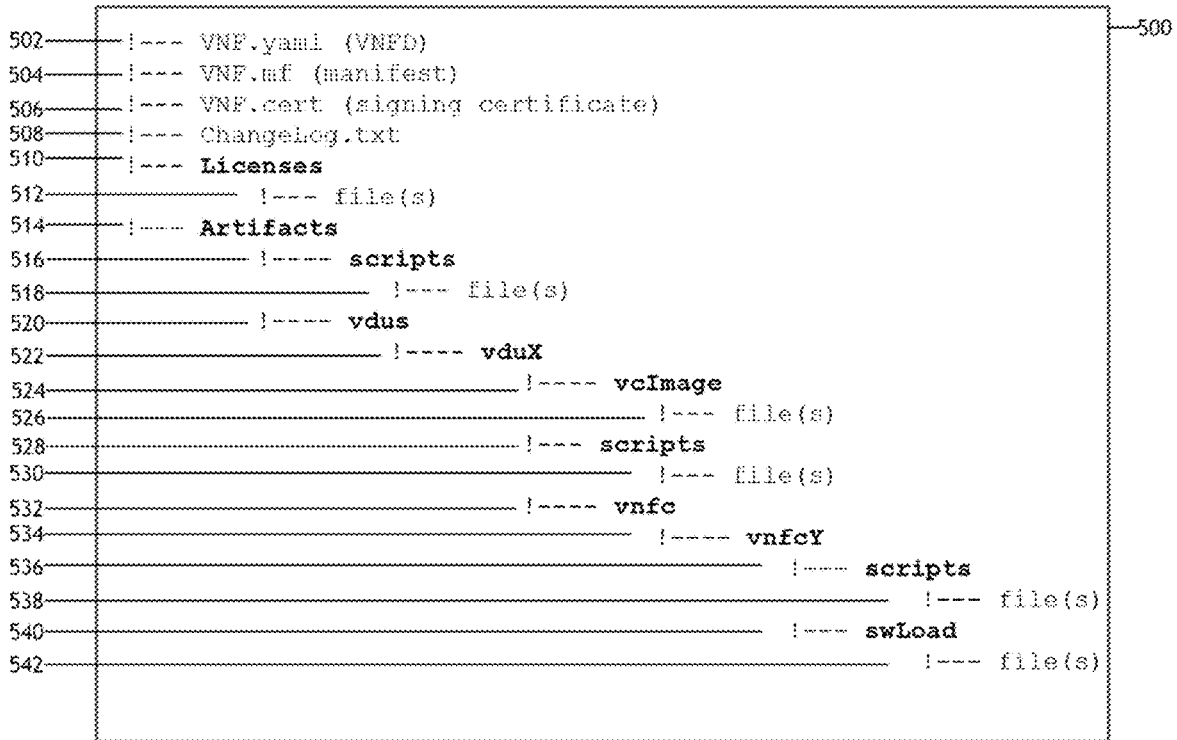 500
502 !--- VNF.yaml (VNFD)
504 !--- VNF.mf (manifest)
506 !--- VNF.cert (signing certificate)
508 !--- ChangeLog.txt
510 !--- Licenses
512 !--- file(s)
514 !---- Artifacts
516 !---- scripts
518 !--- file(s)
520 !---- vdus
522 !---- vduX
524 !---- vcImage
526 !--- file(s)
528 !--- scripts
530 !--- file(s)
532 !---- vnfc
534 !---- vnfcY
536 !---- scripts
538 !--- file(s)
540 !--- swLoad
542 !--- file(s)